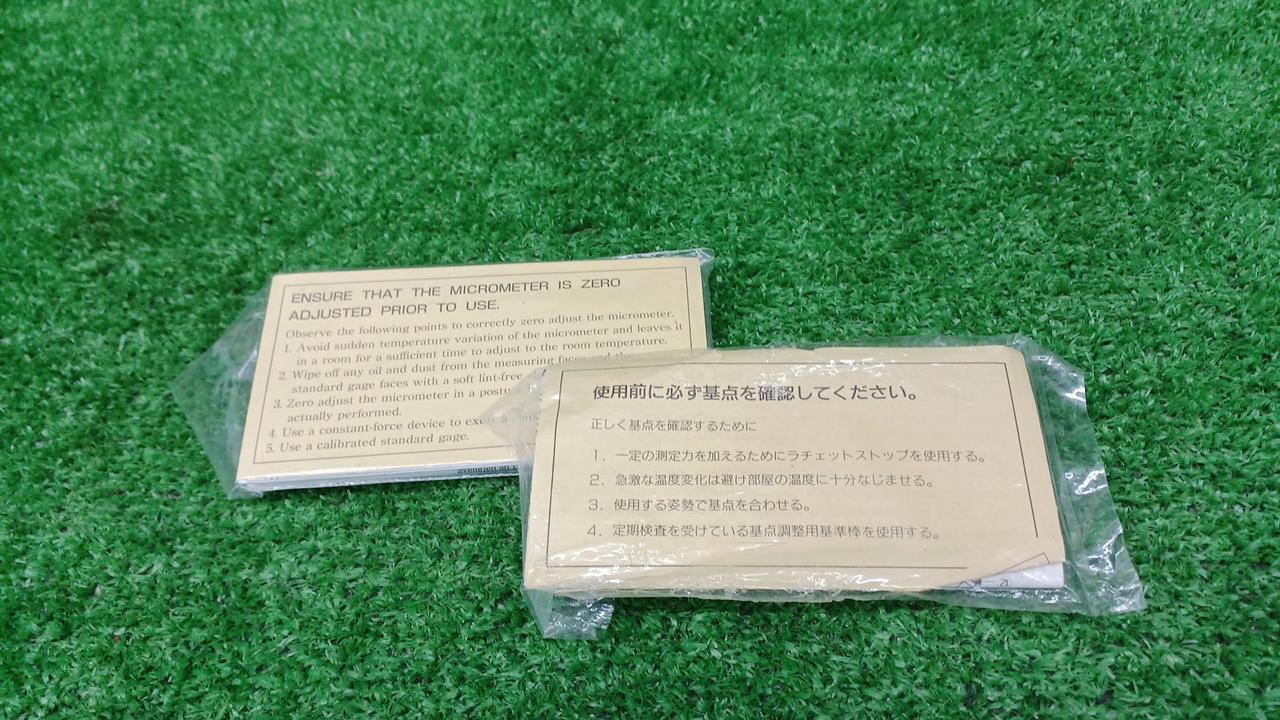 ENSURE THAT THE MICROMETER IS ZERO
ADJUSTED PRIOR TO USE.
Observe the following points to correctly zero adjust the micrometer.
1. Avoid sudden temperature variation of the micrometer and leaves it
in a room for a sufficient time to adjust to the room temperature.
2. Wipe off any oil and dust from the measuring faces and the
standard gage faces with a soft lint-free
3. Zero adjust the micrometer in a
actually performed.
4. Use a constant-force device to exert a
5. Use a calibrated standard gage.
使用前に必ず基点を確認してください。
正しく基点を確認するために
1. 一定の測定力を加えるためにラチェットストップを使用する。
2. 急激な温度変化は避け部屋の温度に十分なじませる。
3. 使用する姿勢で基点を合わせる。
4. 定期検査を受けている基点調整用基準棒を使用する。